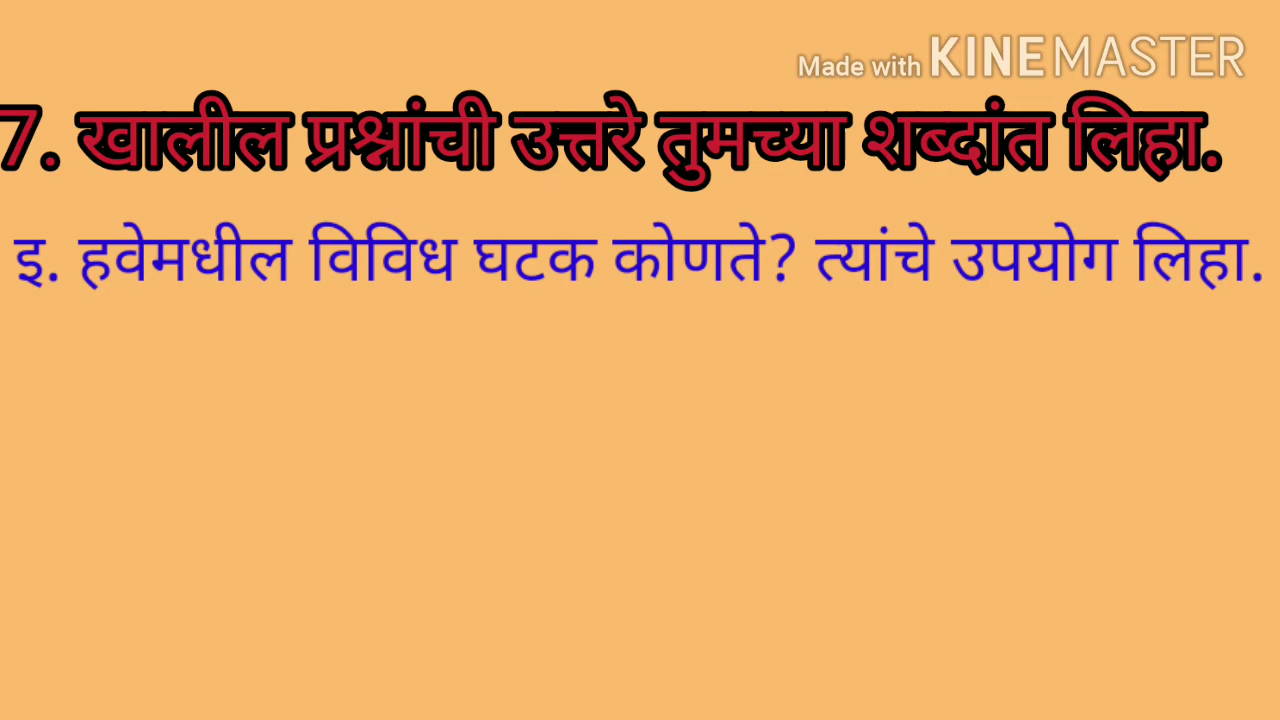 Made with KINEMASTER
7. खालील प्रश्नांची उत्तरे तुमच्या शब्दांत लिहा.
इ. हवेमधील विविध घटक कोणते? त्यांचे उपयोग लिहा.